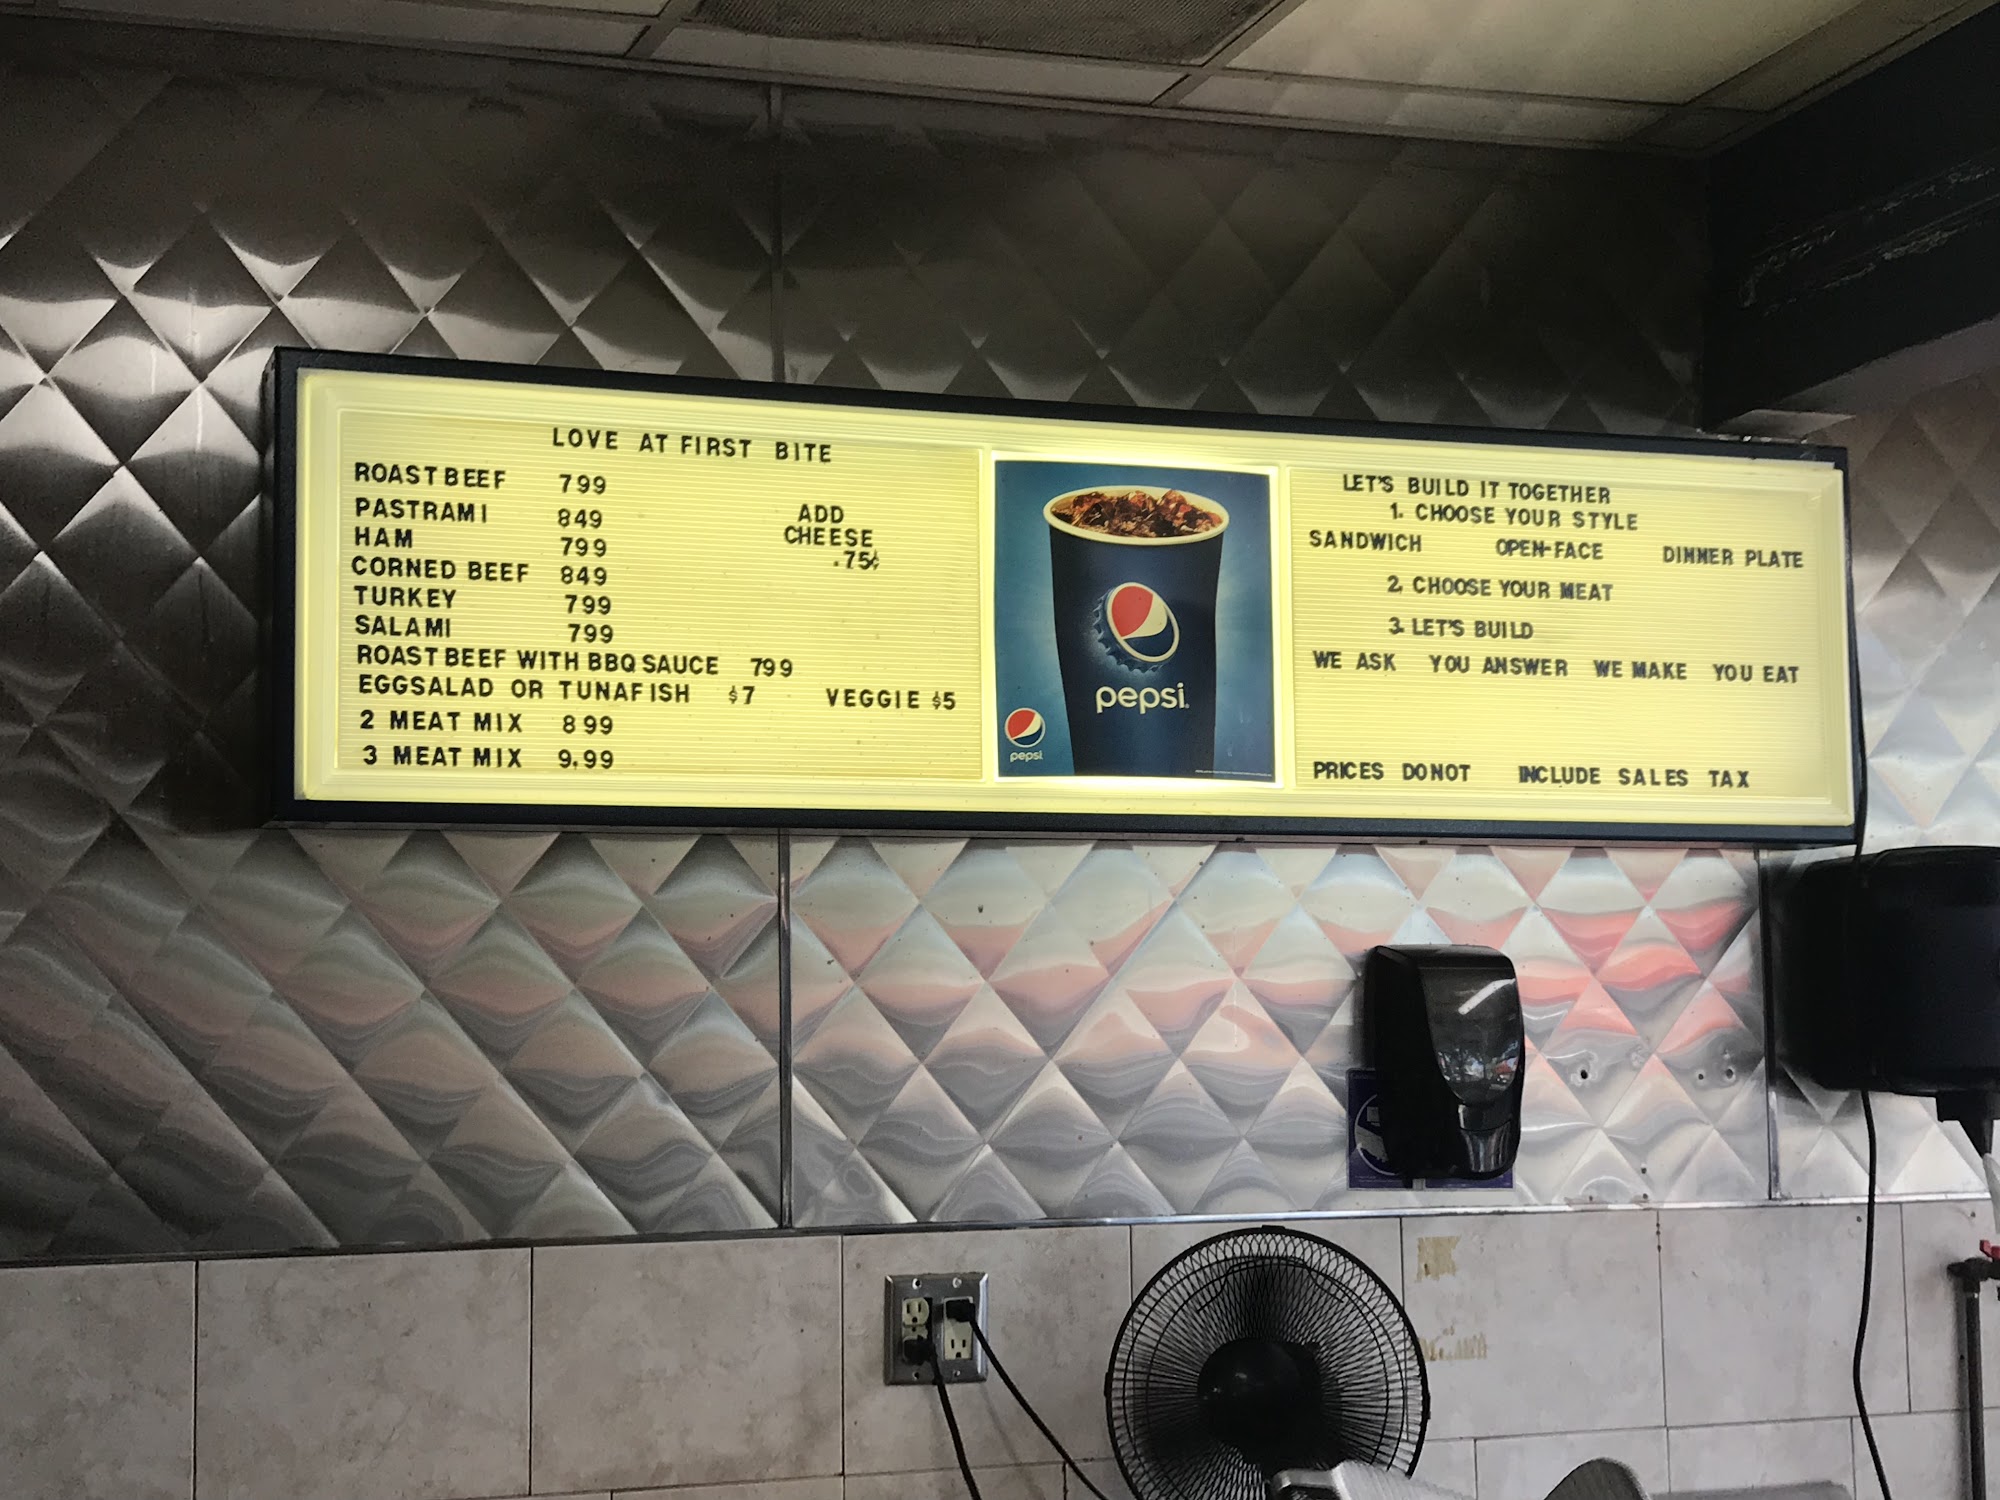 LOVE AT FIRST BITE
ROAST BEEF 799
PASTRAMI 849
HAM 799
CORNED BEEF 849
TURKEY 799
SALAMI 799
ROAST BEEF WITH BBQ SAUCE 799
EGGSALAD OR TUNAFISH $7 VEGGIE $5
2 MEAT MIX 899
3 MEAT MIX 9.99
ADD
CHEESE
.75¢
pepsi
pepsi
LET'S BUILD IT TOGETHER
1. CHOOSE YOUR STYLE
SANDWICH OPEN-FACE DINNER PLATE
2. CHOOSE YOUR MEAT
3. LET'S BUILD
WE ASK YOU ANSWER WE MAKE YOU EAT
PRICES DO NOT INCLUDE SALES TAX